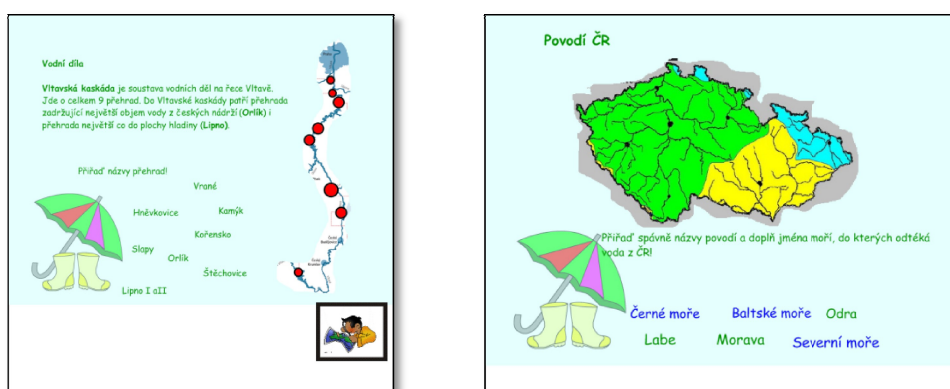 Vodní díla
Vltavská kaskáda je soustava vodních děl na řece Vltavě.
Jde o celkem 9 přehrad. Do Vltavské kaskády patří přehrada
zadržující největší objem vody z českých nádrží (Orlík) i
přehrada největší co do plochy hladiny (Lipno).
Přiřaď názvy přehrad!
Vrané
Hněvkovice
Kamýk
Kořensko
Slapy
Orlík
Štěchovice
Lipno I aII
Povodí ČR
Přiřaď spávně názvy povodí a doplň jména moří, do kterých odtéká
voda z ČR!
Černé moře Baltské moře Odra
Labe Morava Severní moře